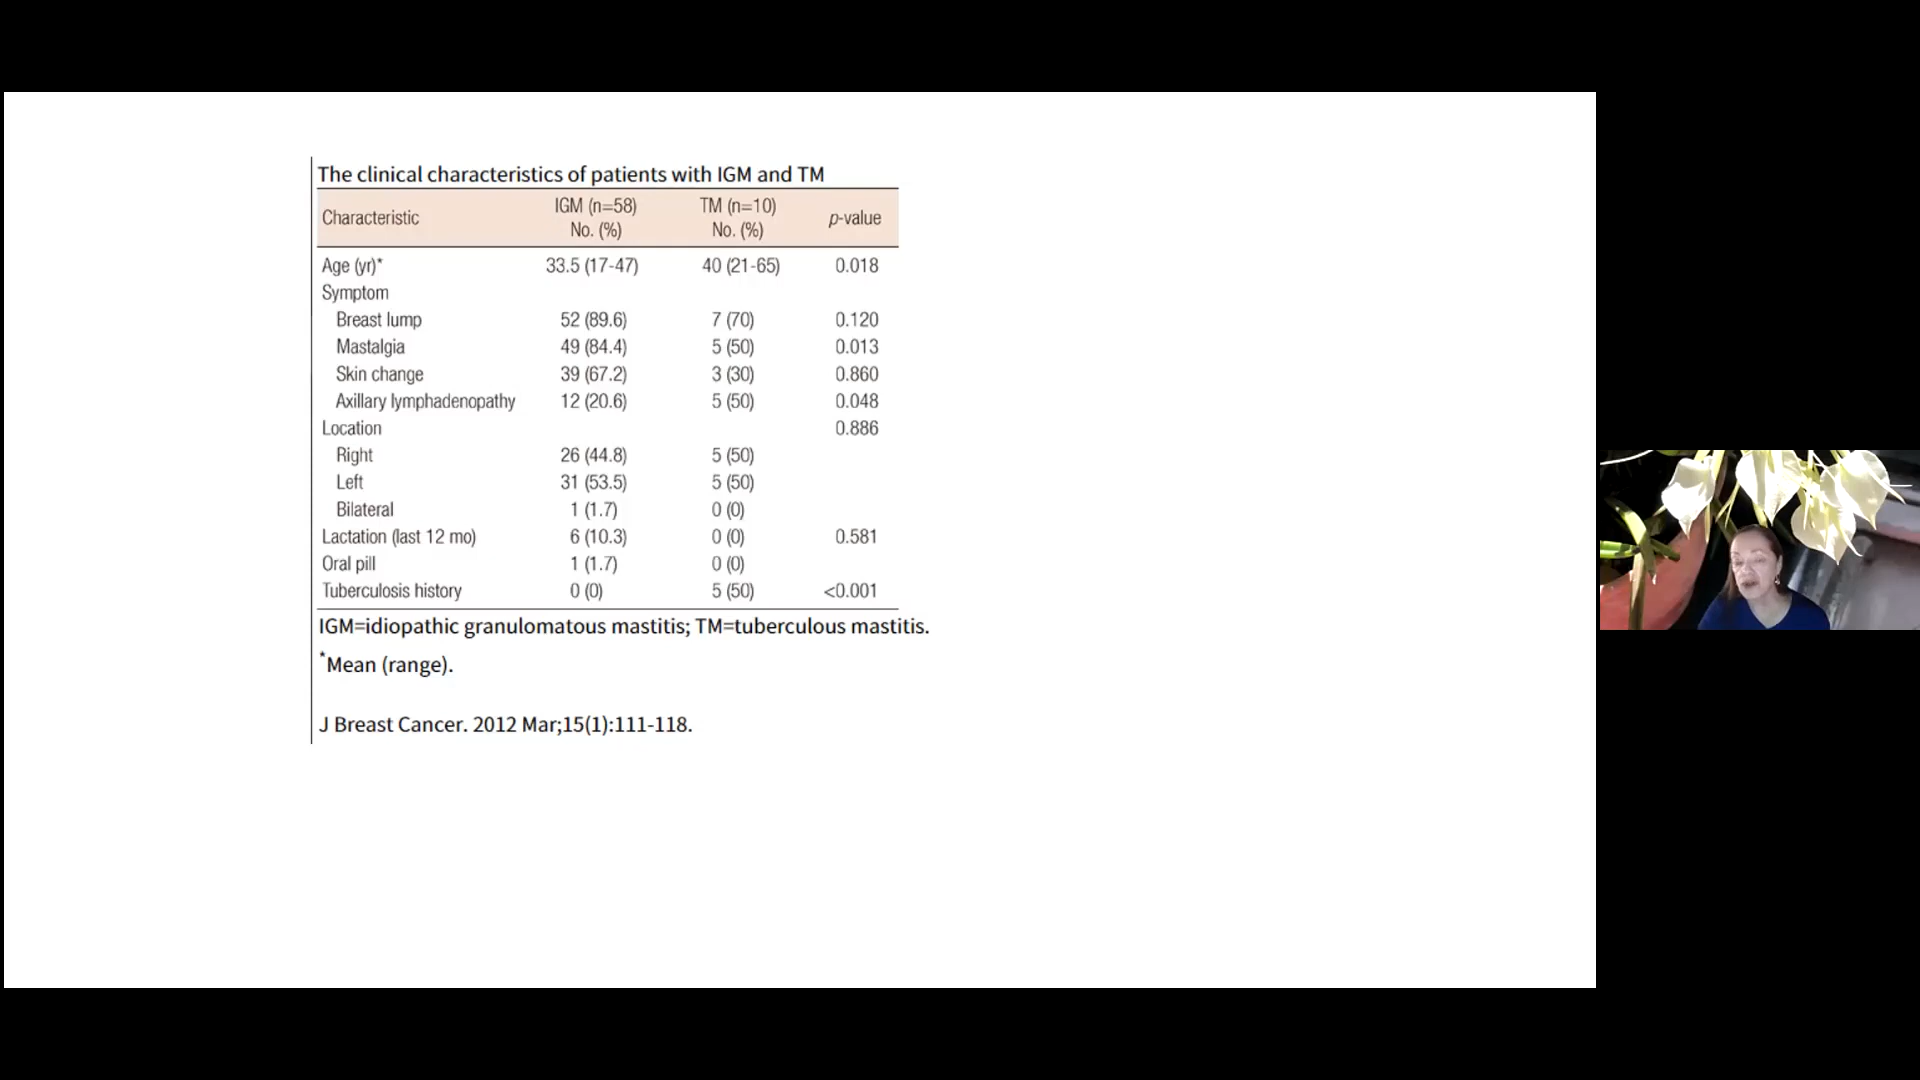 The clinical characteristics of patients with IGM and TM
Characteristic IGM (n=58) No. (%) TM (n=10) No. (%) p-value
Age (yr)* 33.5 (17-47) 40 (21-65) 0.018
Symptom
Breast lump 52 (89.6) 7 (70) 0.120
Mastalgia 49 (84.4) 5 (50) 0.013
Skin change 39 (67.2) 3 (30) 0.860
Axillary lymphadenopathy 12 (20.6) 5 (50) 0.048
Location 0.886
Right 26 (44.8) 5 (50)
Left 31 (53.5) 5 (50)
Bilateral 1 (1.7) 0 (0)
Lactation (last 12 mo) 6 (10.3) 0 (0) 0.581
Oral pill 1 (1.7) 0 (0)
Tuberculosis history 0 (0) 5 (50) <0.001
IGM=idiopathic granulomatous mastitis; TM=tuberculous mastitis.
*Mean (range).
J Breast Cancer. 2012 Mar;15(1):111-118.